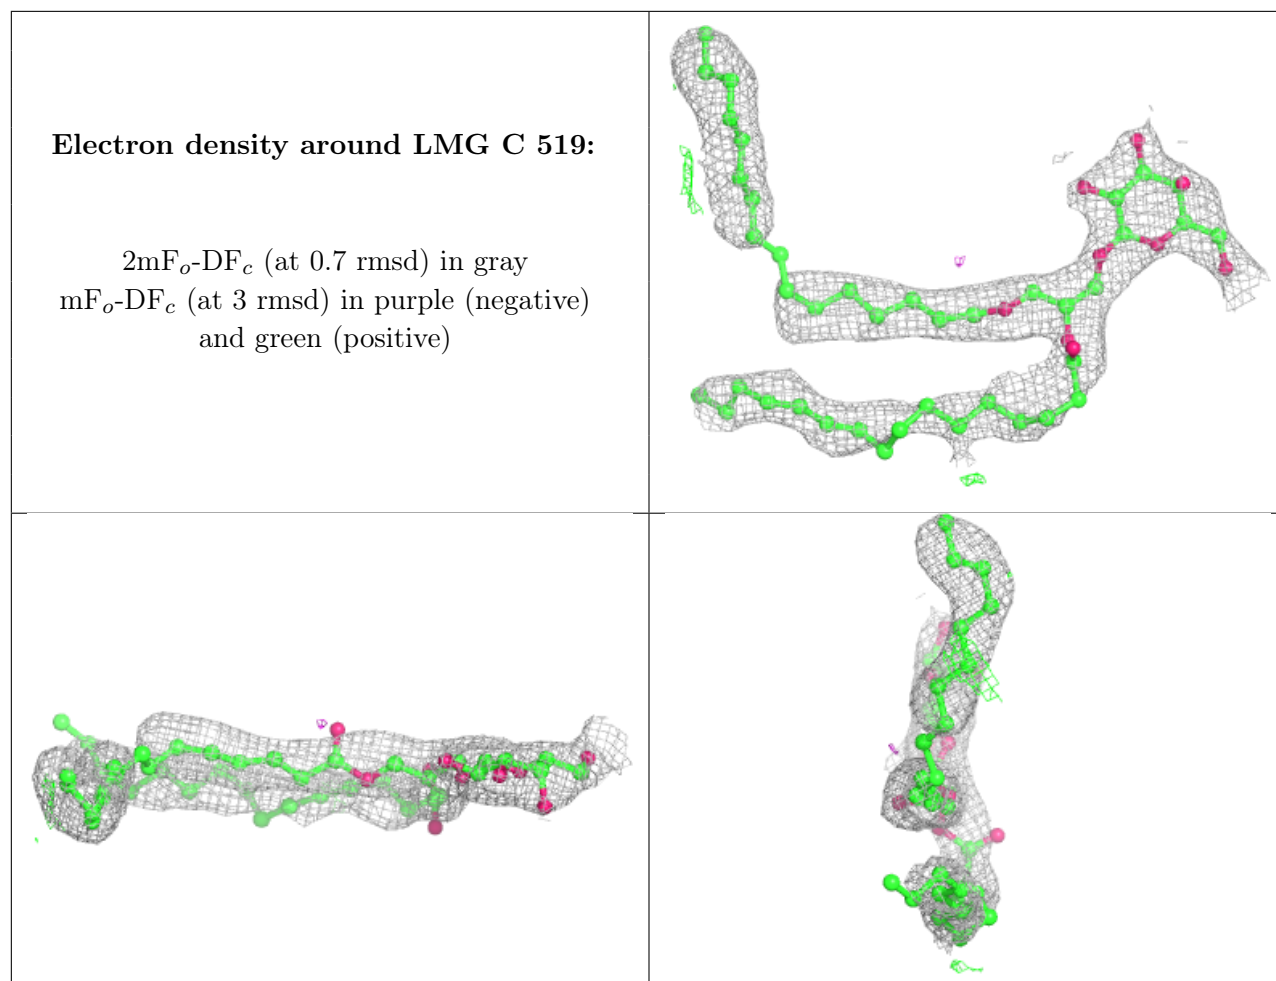 Electron density around LMG C 519:
2mFo-DFc (at 0.7 rmsd) in gray
mFo-DFc (at 3 rmsd) in purple (negative)
and green (positive)